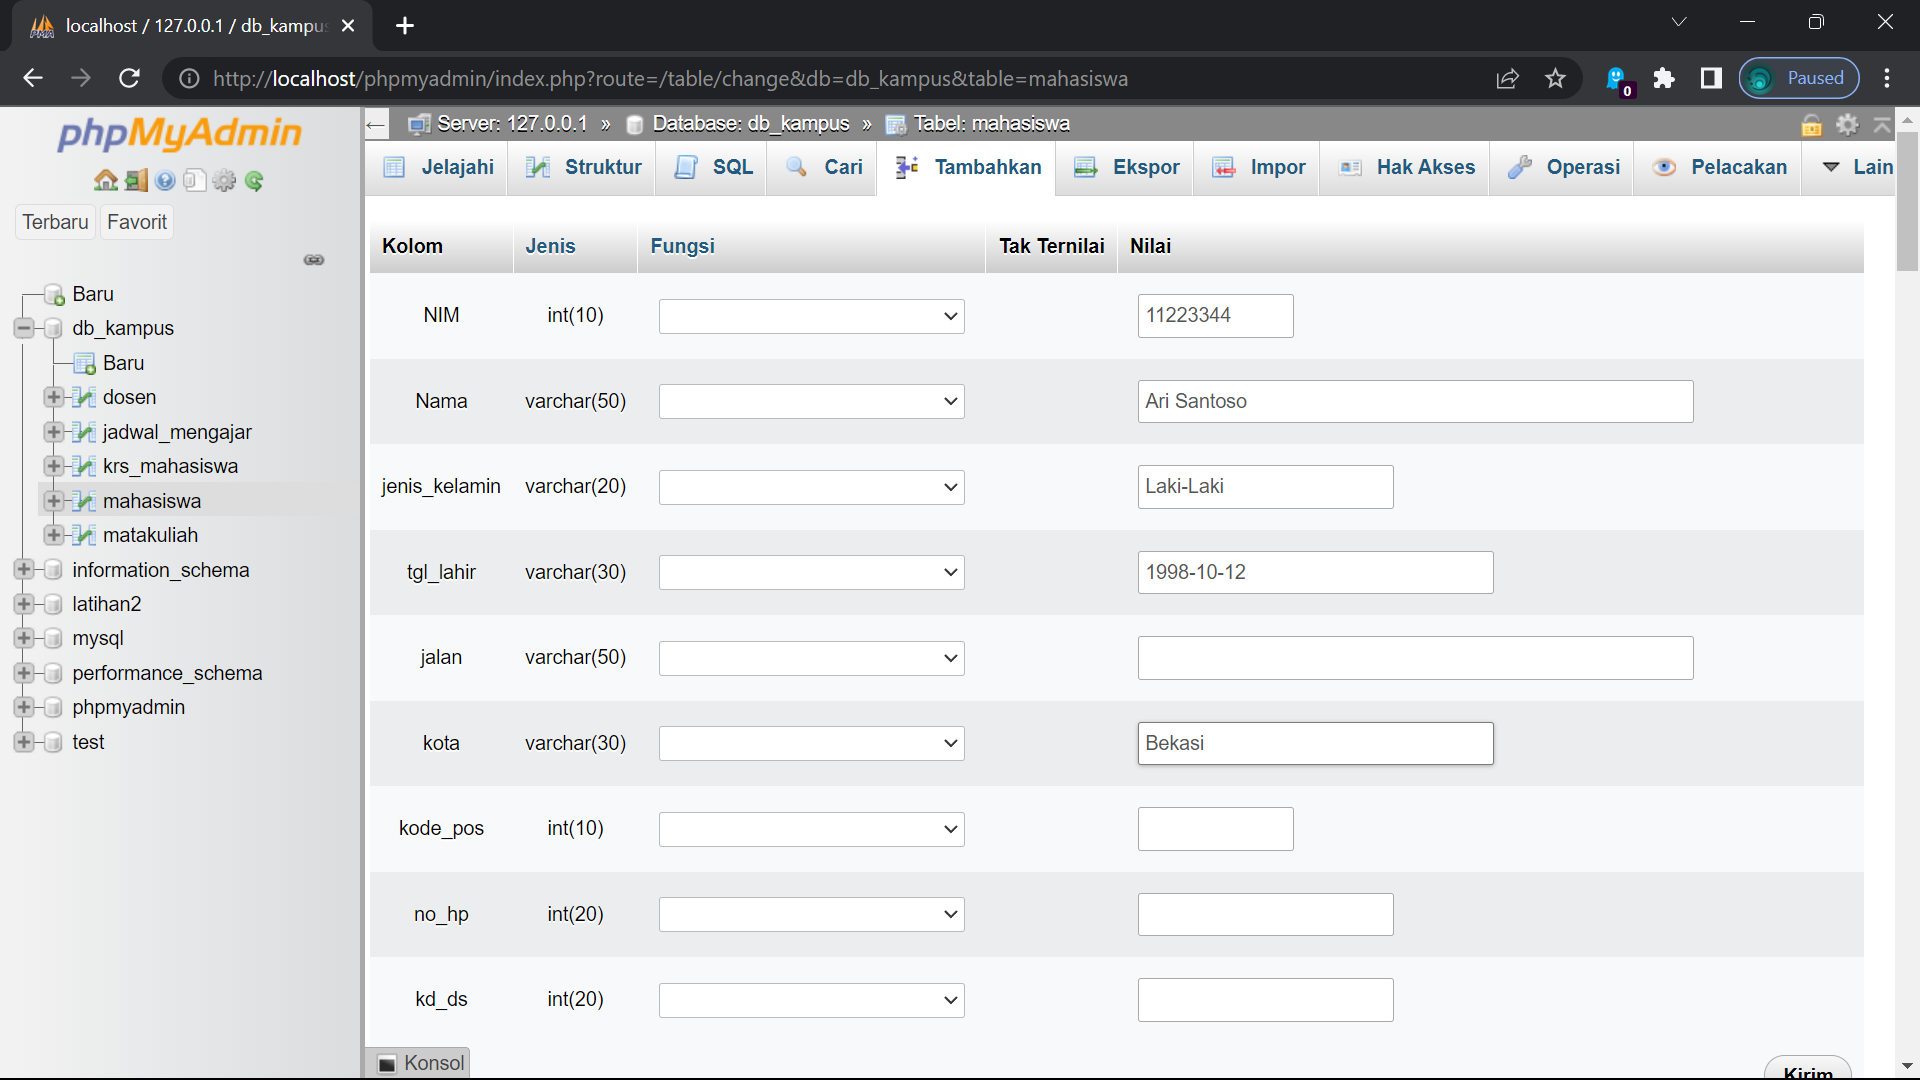 localhost / 127.0.0.1 / db_kampus
http://localhost/phpmyadmin/index.php?route=/table/change&db=db_kampus&table=mahasiswa
0
Paused
phpMyAdmin
Terbaru Favorit
Baru
db_kampus
Baru
dosen
jadwal_mengajar
krs_mahasiswa
mahasiswa
matakuliah
information_schema
latihan2
mysql
performance_schema
phpmyadmin
test
Server: 127.0.0.1 » Database: db_kampus » Tabel: mahasiswa
Jelajahi Struktur SQL Cari Tambahkan Ekspor Impor Hak Akses Operasi Pelacakan Lain
Kolom Jenis Fungsi Tak Ternilai Nilai
NIM int(10) 11223344
Nama varchar(50) Ari Santoso
jenis_kelamin varchar(20) Laki-Laki
tgl_lahir varchar(30) 1998-10-12
jalan varchar(50)
kota varchar(30) Bekasi
kode_pos int(10)
no_hp int(20)
kd_ds int(20)
Konsol
Kirim